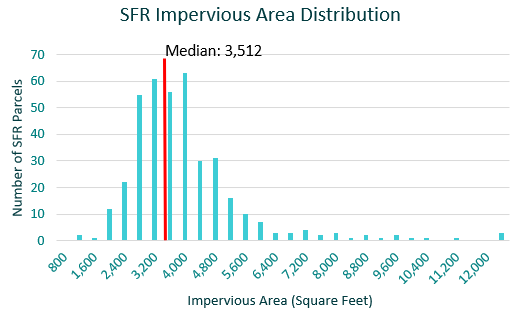 SFR Impervious Area Distribution
Median: 3,512
Number of SFR Parcels
70
60
50
40
30
20
10
0
800 1,600 2,400 3,200 4,000 4,800 5,600 6,400 7,200 8,000 8,800 9,600 10,400 11,200 12,000
Impervious Area (Square Feet)